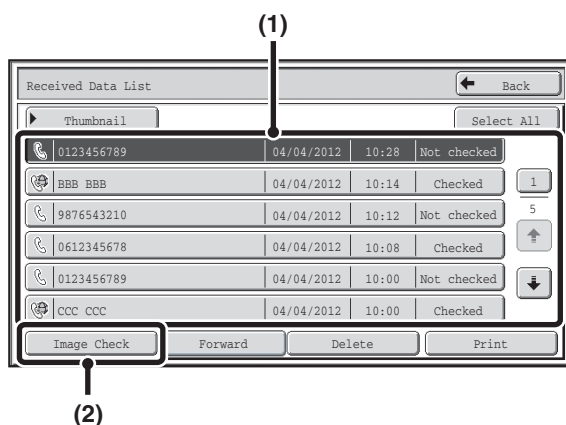 (1)
Received Data List Back
Thumbnail Select All
0123456789 04/04/2012 10:28 Not checked
BBB BBB 04/04/2012 10:14 Checked 1
9876543210 04/04/2012 10:12 Not checked 5
0612345678 04/04/2012 10:08 Checked
0123456789 04/04/2012 10:00 Not checked
CCC CCC 04/04/2012 10:00 Checked
Image Check Forward Delete Print
(2)